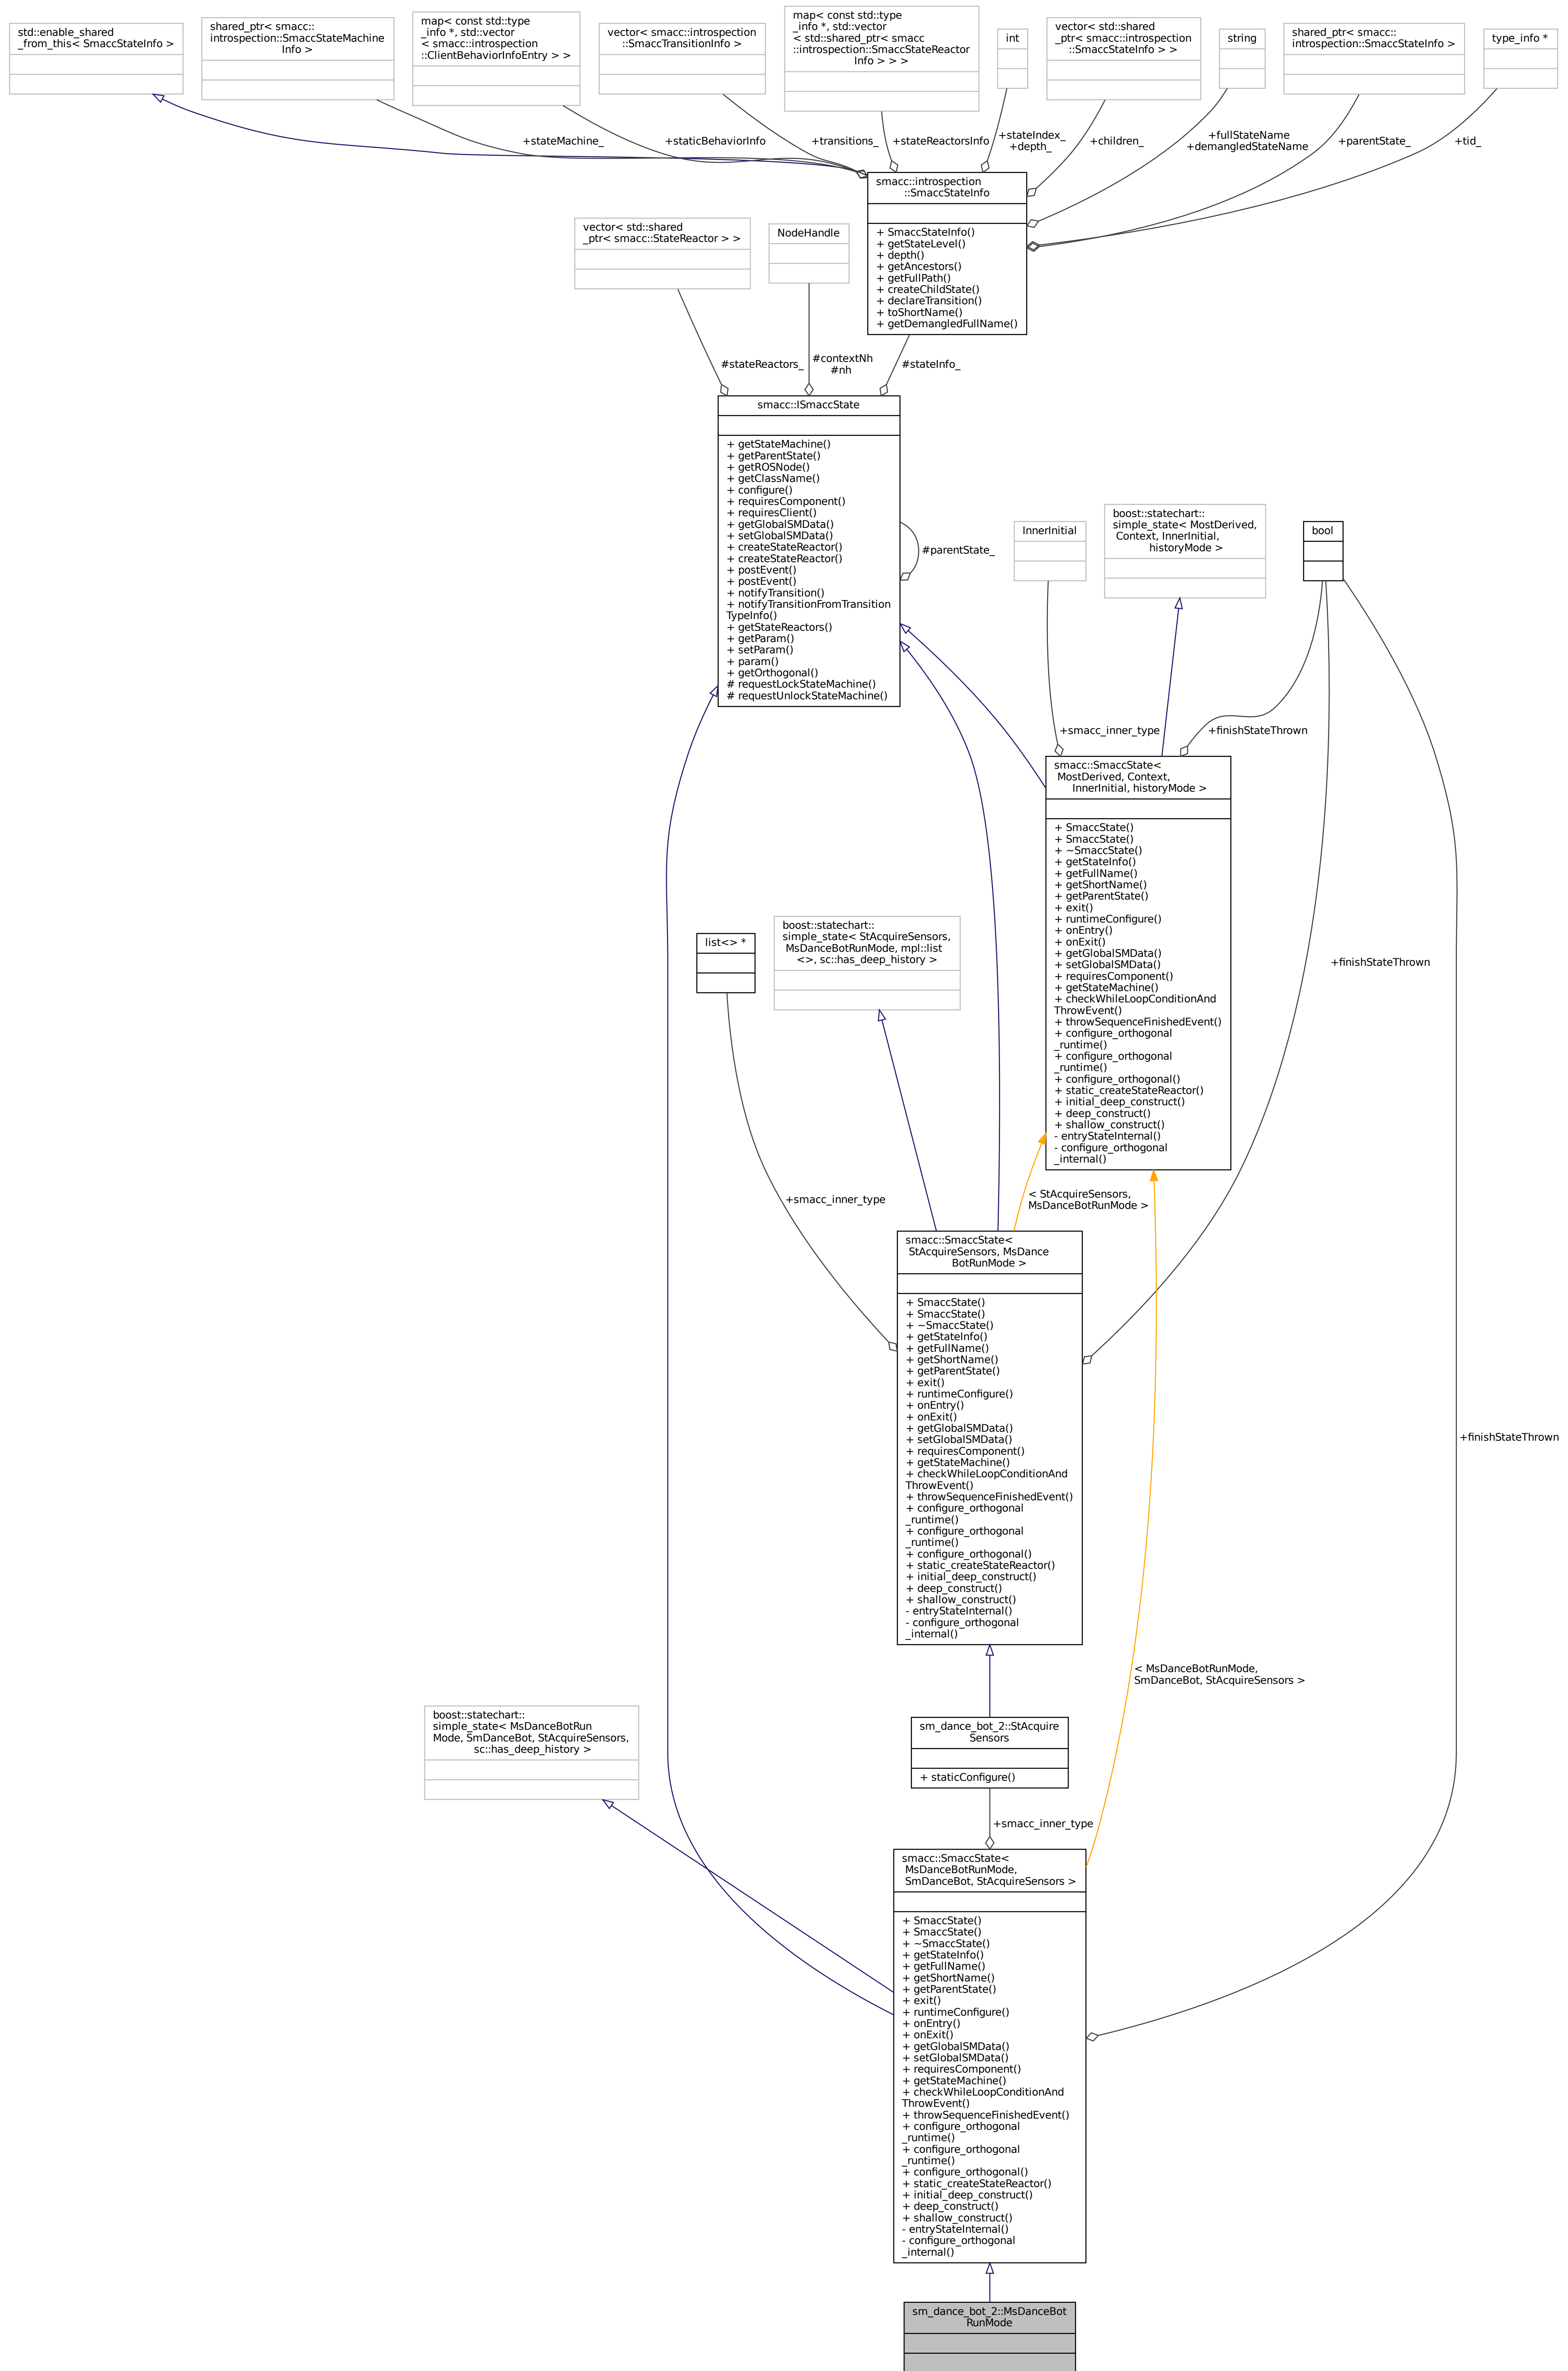 std::enable_shared
_from_this< SmaccStateInfo >
shared_ptr< smacc::
introspection::SmaccStateMachine
Info >
map< const std::type
_info *, std::vector
< smacc::introspection
::ClientBehaviorInfoEntry > >
vector< smacc::introspection
::SmaccTransitionInfo >
map< const std::type
_info *, std::vector
< std::shared_ptr< smacc
::introspection::SmaccStateReactor
Info > > >
int
vector< std::shared
_ptr< smacc::introspection
::SmaccStateInfo > >
string
shared_ptr< smacc::
introspection::SmaccStateInfo >
type_info *
+stateMachine_
+staticBehaviorInfo
+transitions_
+stateReactorsInfo
+stateIndex_
+depth_
+children_
+fullStateName
+demangledStateName
+parentState_
+tid_
smacc::introspection
::SmaccStateInfo
+ SmaccStateInfo()
+ getStateLevel()
+ depth()
+ getAncestors()
+ getFullPath()
+ createChildState()
+ declareTransition()
+ toShortName()
+ getDemangledFullName()
vector< std::shared
_ptr< smacc::StateReactor > >
NodeHandle
#stateReactors_
#contextNh
#nh
#stateInfo_
smacc::ISmaccState
+ getStateMachine()
+ getParentState()
+ getROSNode()
+ getClassName()
+ configure()
+ requiresComponent()
+ requiresClient()
+ getGlobalSMData()
+ setGlobalSMData()
+ createStateReactor()
+ createStateReactor()
+ postEvent()
+ postEvent()
+ notifyTransition()
+ notifyTransitionFromTransition
TypeInfo()
+ getStateReactors()
+ getParam()
+ setParam()
+ param()
+ getOrthogonal()
# requestLockStateMachine()
# requestUnlockStateMachine()
#parentState_
InnerInitial
boost::statechart::
simple_state< MostDerived,
Context, InnerInitial,
historyMode >
bool
+smacc_inner_type
+finishStateThrown
smacc::SmaccState<
MostDerived, Context,
InnerInitial, historyMode >
+ SmaccState()
+ SmaccState()
+ ~SmaccState()
+ getStateInfo()
+ getFullName()
+ getShortName()
+ getParentState()
+ exit()
+ runtimeConfigure()
+ onEntry()
+ onExit()
+ getGlobalSMData()
+ setGlobalSMData()
+ requiresComponent()
+ getStateMachine()
+ checkWhileLoopConditionAnd
ThrowEvent()
+ throwSequenceFinishedEvent()
+ configure_orthogonal
_runtime()
+ configure_orthogonal
_runtime()
+ configure_orthogonal()
+ static_createStateReactor()
+ initial_deep_construct()
+ deep_construct()
+ shallow_construct()
- entryStateInternal()
- configure_orthogonal
_internal()
list<> *
boost::statechart::
simple_state< StAcquireSensors,
MsDanceBotRunMode, mpl::list
<>, sc::has_deep_history >
+finishStateThrown
+smacc_inner_type
< StAcquireSensors,
MsDanceBotRunMode >
smacc::SmaccState<
StAcquireSensors, MsDance
BotRunMode >
+ SmaccState()
+ SmaccState()
+ ~SmaccState()
+ getStateInfo()
+ getFullName()
+ getShortName()
+ getParentState()
+ exit()
+ runtimeConfigure()
+ onEntry()
+ onExit()
+ getGlobalSMData()
+ setGlobalSMData()
+ requiresComponent()
+ getStateMachine()
+ checkWhileLoopConditionAnd
ThrowEvent()
+ throwSequenceFinishedEvent()
+ configure_orthogonal
_runtime()
+ configure_orthogonal
_runtime()
+ configure_orthogonal()
+ static_createStateReactor()
+ initial_deep_construct()
+ deep_construct()
+ shallow_construct()
- entryStateInternal()
- configure_orthogonal
_internal()
+finishStateThrown
< MsDanceBotRunMode,
SmDanceBot, StAcquireSensors >
boost::statechart::
simple_state< MsDanceBotRun
Mode, SmDanceBot, StAcquireSensors,
sc::has_deep_history >
sm_dance_bot_2::StAcquire
Sensors
+ staticConfigure()
+smacc_inner_type
smacc::SmaccState<
MsDanceBotRunMode,
SmDanceBot, StAcquireSensors >
+ SmaccState()
+ SmaccState()
+ ~SmaccState()
+ getStateInfo()
+ getFullName()
+ getShortName()
+ getParentState()
+ exit()
+ runtimeConfigure()
+ onEntry()
+ onExit()
+ getGlobalSMData()
+ setGlobalSMData()
+ requiresComponent()
+ getStateMachine()
+ checkWhileLoopConditionAnd
ThrowEvent()
+ throwSequenceFinishedEvent()
+ configure_orthogonal
_runtime()
+ configure_orthogonal
_runtime()
+ configure_orthogonal()
+ static_createStateReactor()
+ initial_deep_construct()
+ deep_construct()
+ shallow_construct()
- entryStateInternal()
- configure_orthogonal
_internal()
sm_dance_bot_2::MsDanceBot
RunMode